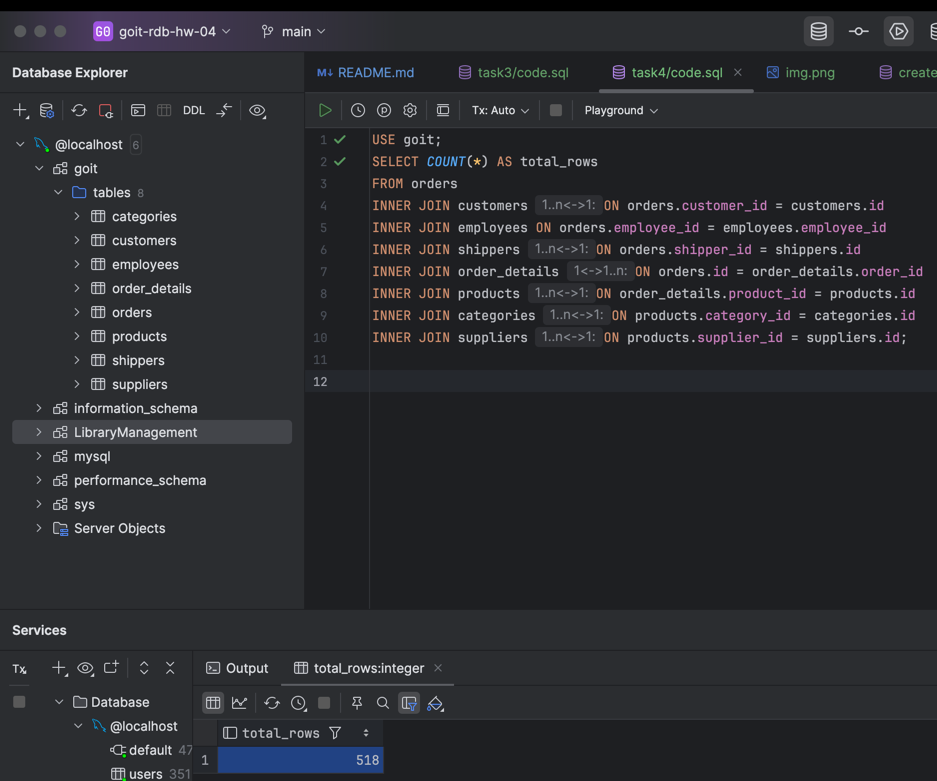 GO goit-rdb-hw-04 main
Database Explorer
M↓ README.md task3/code.sql task4/code.sql img.png create
DDL Tx: Auto Playground
@localhost 6
goit
tables 8
categories
customers
employees
order_details
orders
products
shippers
suppliers
information_schema
LibraryManagement
mysql
performance_schema
sys
Server Objects
1 USE goit;
2 SELECT COUNT(*) AS total_rows
3 FROM orders
4 INNER JOIN customers 1..n<->1: ON orders.customer_id = customers.id
5 INNER JOIN employees ON orders.employee_id = employees.employee_id
6 INNER JOIN shippers 1..n<->1: ON orders.shipper_id = shippers.id
7 INNER JOIN order_details 1<->1..n: ON orders.id = order_details.order_id
8 INNER JOIN products 1..n<->1: ON order_details.product_id = products.id
9 INNER JOIN categories 1..n<->1: ON products.category_id = categories.id
10 INNER JOIN suppliers 1..n<->1: ON products.supplier_id = suppliers.id;
11
12
Services
Tx
Database
@localhost
default 47
users 351
Output total_rows:integer
total_rows
1 518